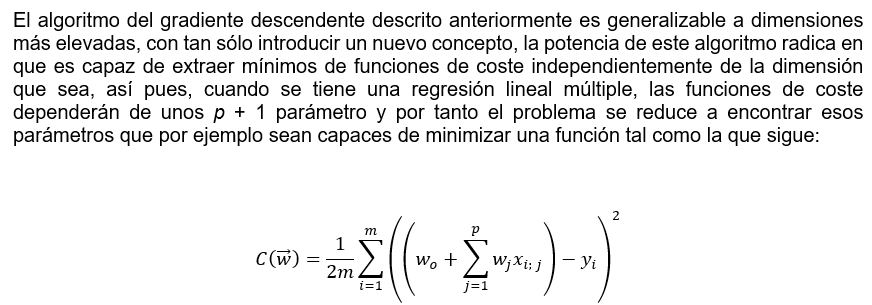 El algoritmo del gradiente descendente descrito anteriormente es generalizable a dimensiones
más elevadas, con tan sólo introducir un nuevo concepto, la potencia de este algoritmo radica en
que es capaz de extraer mínimos de funciones de coste independientemente de la dimensión
que sea, así pues, cuando se tiene una regresión lineal múltiple, las funciones de coste
dependerán de unos p + 1 parámetro y por tanto el problema se reduce a encontrar esos
parámetros que por ejemplo sean capaces de minimizar una función tal como la que sigue:
$C(\vec{w}) = \frac{1}{2m} \sum_{i=1}^{m} \left( \left( w_o + \sum_{j=1}^{p} w_j x_{i;j} \right) - y_i \right)^2$